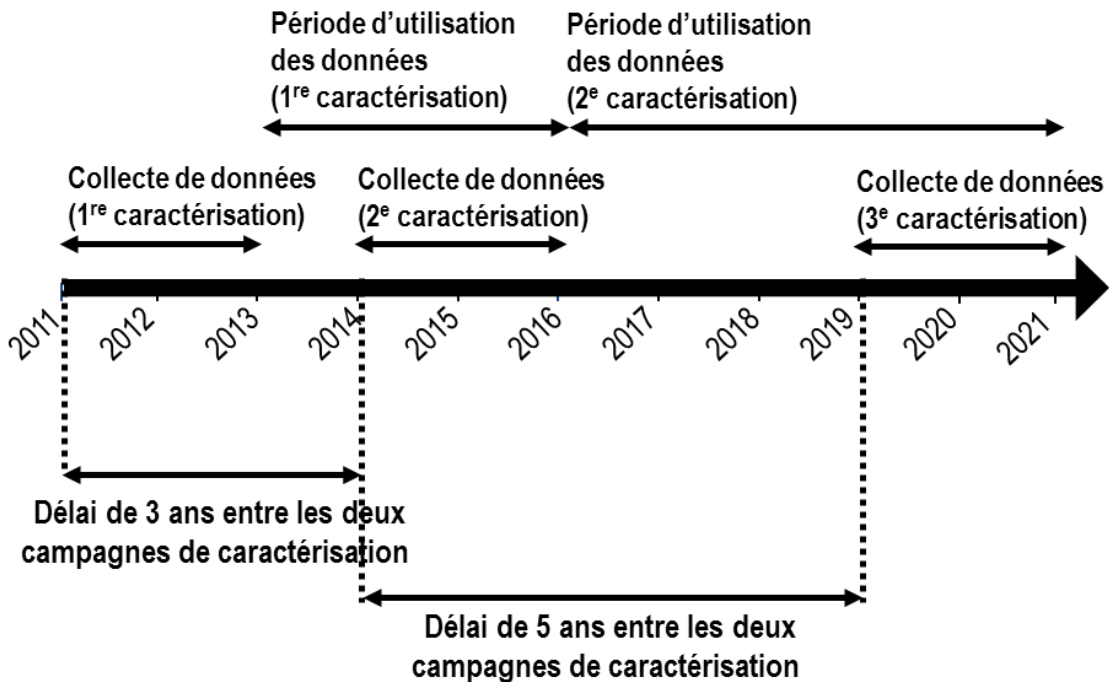 Période d’utilisation
des données
(1re caractérisation)
Période d’utilisation
des données
(2e caractérisation)
Collecte de données
(1re caractérisation)
Collecte de données
(2e caractérisation)
Collecte de données
(3e caractérisation)
2011
2012
2013
2014
2015
2016
2017
2018
2019
2020
2021
Délai de 3 ans entre les deux
campagnes de caractérisation
Délai de 5 ans entre les deux
campagnes de caractérisation